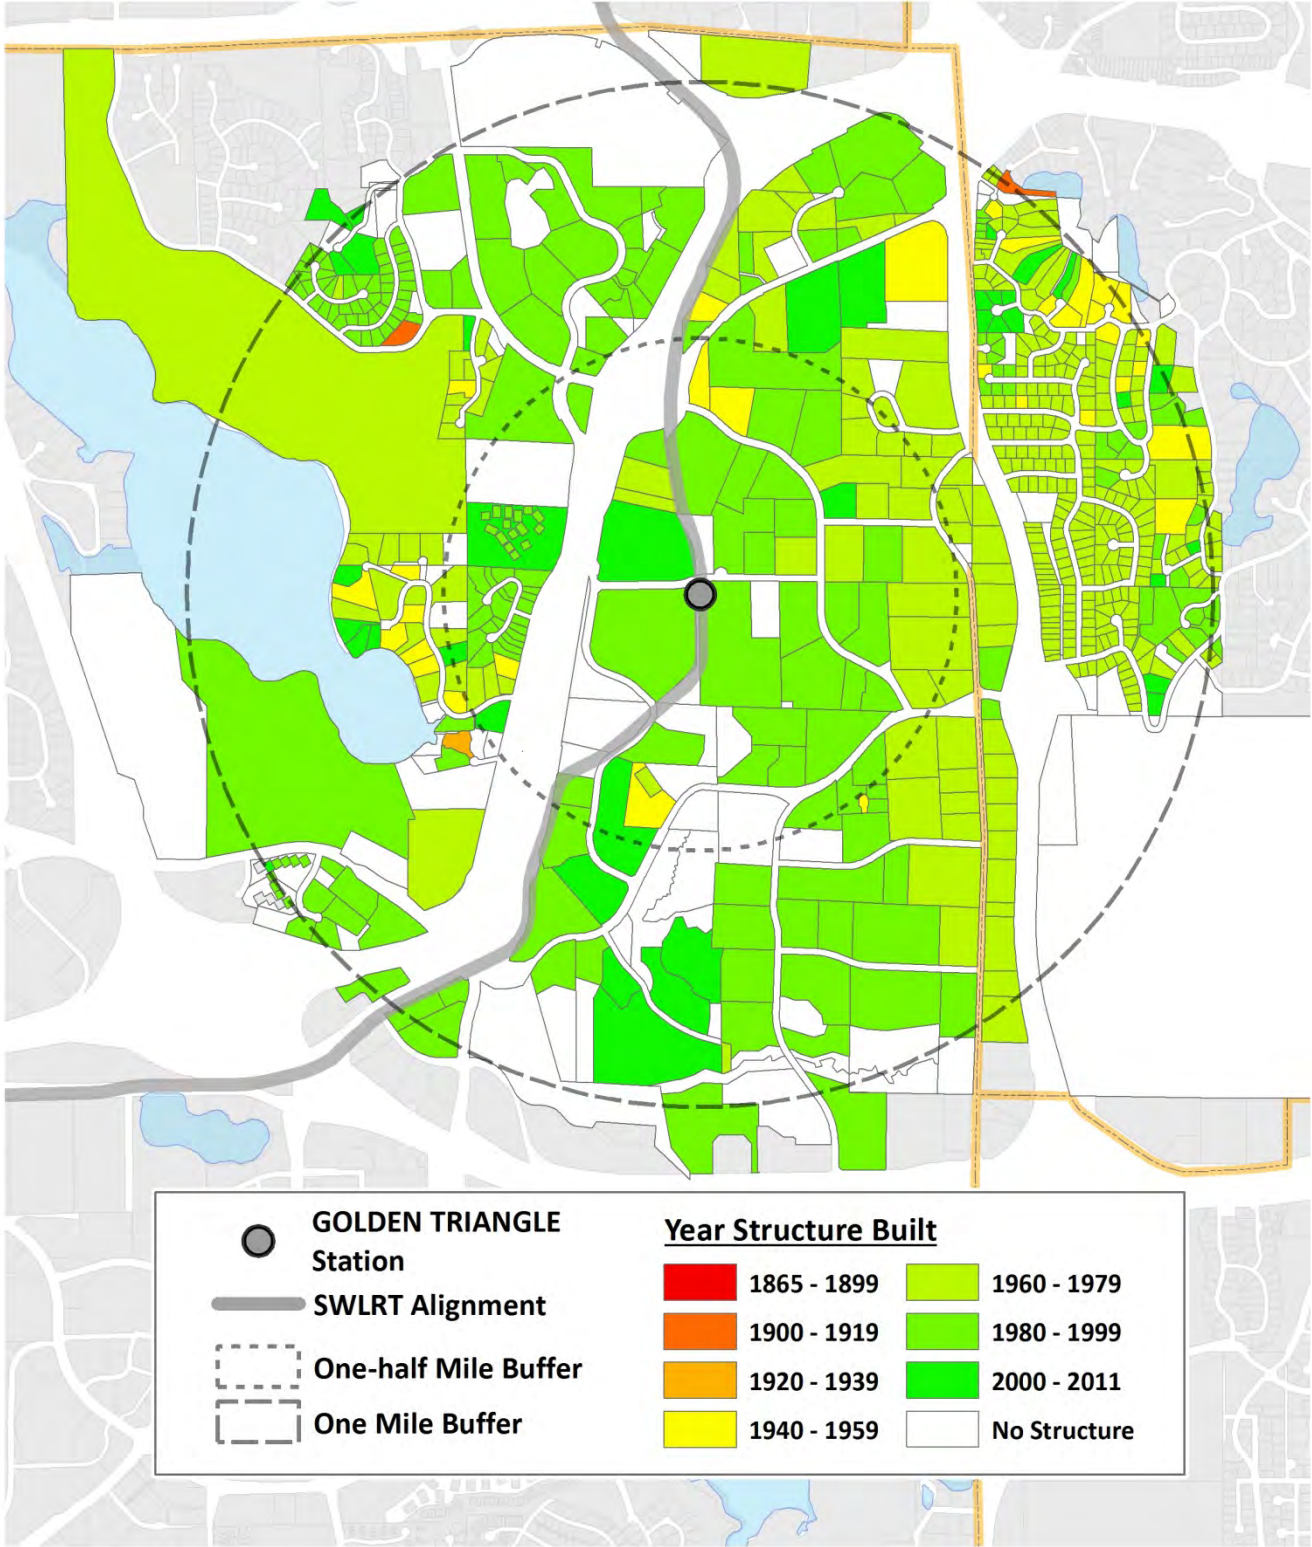 GOLDEN TRIANGLE
Station
SWLRT Alignment
One-half Mile Buffer
One Mile Buffer
Year Structure Built
1865 - 1899
1900 - 1919
1920 - 1939
1940 - 1959
1960 - 1979
1980 - 1999
2000 - 2011
No Structure